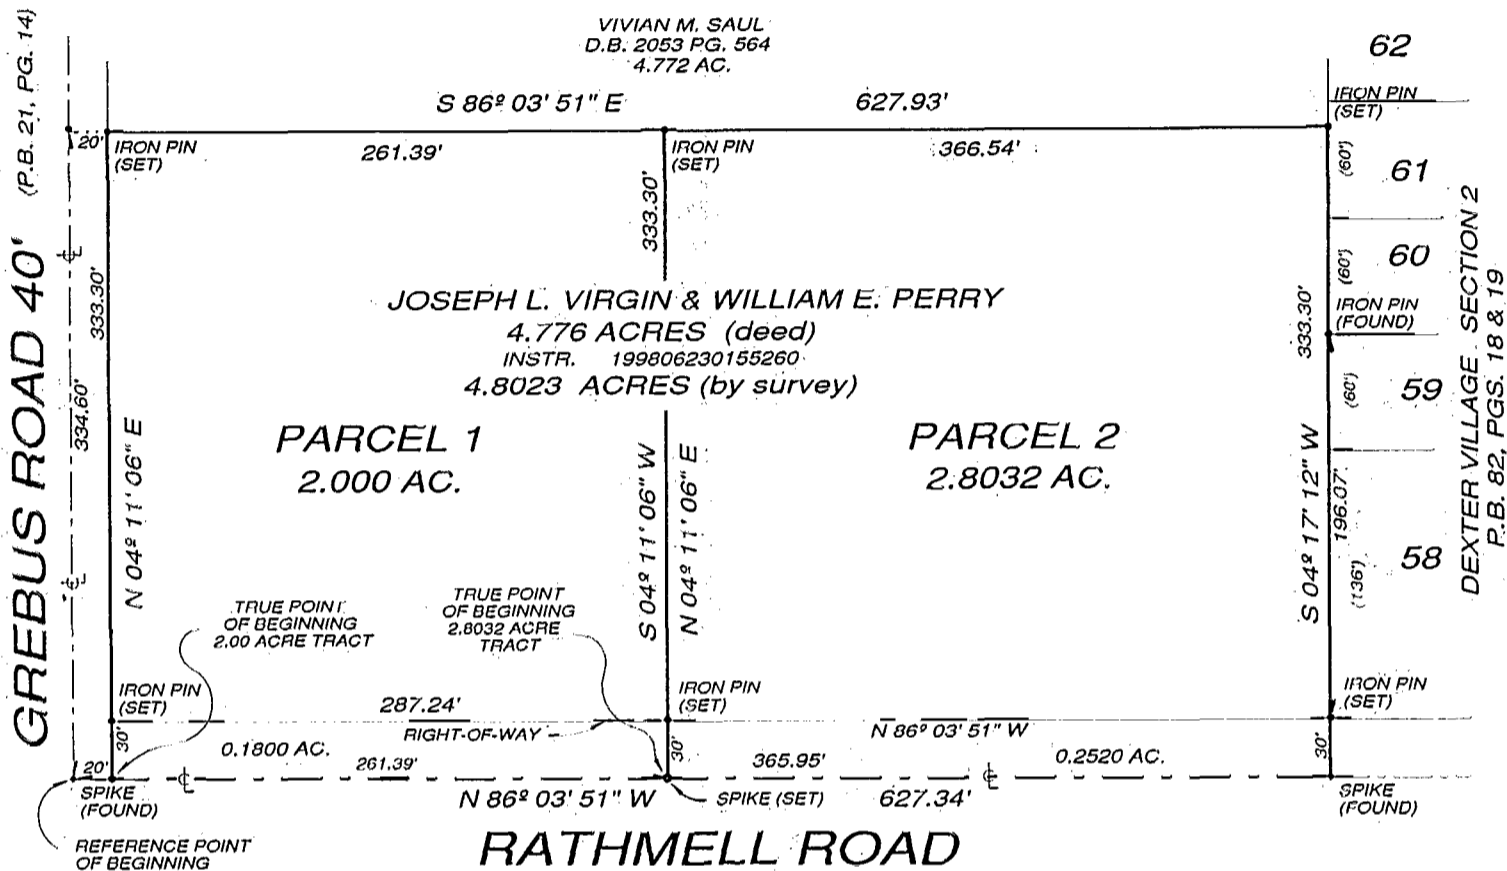 VIVIAN M. SAUL
D.B. 2053 PG. 564
4.772 AC.
62
GREBUS ROAD 40' (P.B. 21, PG. 14)
S 86º 03' 51" E
627.93'
IRON PIN
(SET)
20'
IRON PIN
(SET)
261.39'
IRON PIN
(SET)
366.54'
(60')
61
333.30'
333.30'
334.60'
(60')
60
IRON PIN
(FOUND)
333.30'
JOSEPH L. VIRGIN & WILLIAM E. PERRY
4.776 ACRES (deed)
INSTR. 199806230155260
4.8023 ACRES (by survey)
(60')
59
DEXTER VILLAGE SECTION 2
P.B. 82, PGS. 18 & 19
PARCEL 1
2.000 AC.
PARCEL 2
2.8032 AC.
N 04º 11' 06" E
S 04º 11' 06" W
N 04º 11' 06" E
S 04º 17' 12" W
196.07'
(136')
58
TRUE POINT
OF BEGINNING
2.00 ACRE TRACT
TRUE POINT
OF BEGINNING
2.8032 ACRE
TRACT
IRON PIN
(SET)
287.24'
IRON PIN
(SET)
IRON PIN
(SET)
RIGHT-OF-WAY
N 86º 03' 51" W
30'
0.1800 AC.
261.39'
30'
365.95'
0.2520 AC.
30'
20'
SPIKE
(FOUND)
N 86º 03' 51" W
SPIKE (SET)
627.34'
SPIKE
(FOUND)
REFERENCE POINT
OF BEGINNING
RATHMELL ROAD